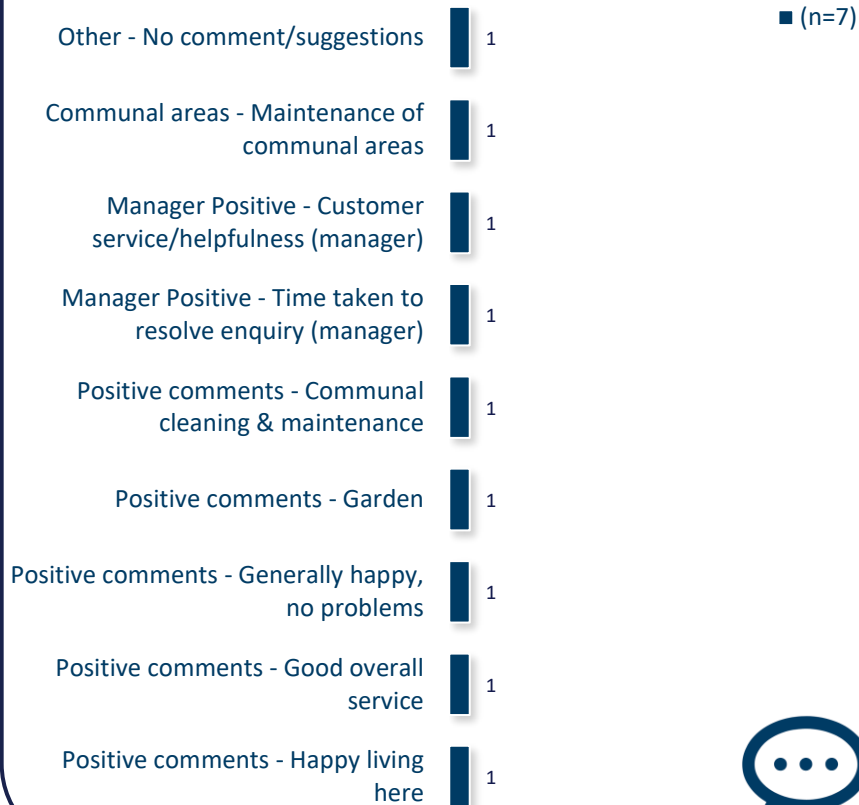 (n=7)
Other - No comment/suggestions 1
Communal areas - Maintenance of
communal areas 1
Manager Positive - Customer
service/helpfulness (manager) 1
Manager Positive - Time taken to
resolve enquiry (manager) 1
Positive comments - Communal
cleaning & maintenance 1
Positive comments - Garden 1
Positive comments - Generally happy,
no problems 1
Positive comments - Good overall
service 1
Positive comments - Happy living
here 1